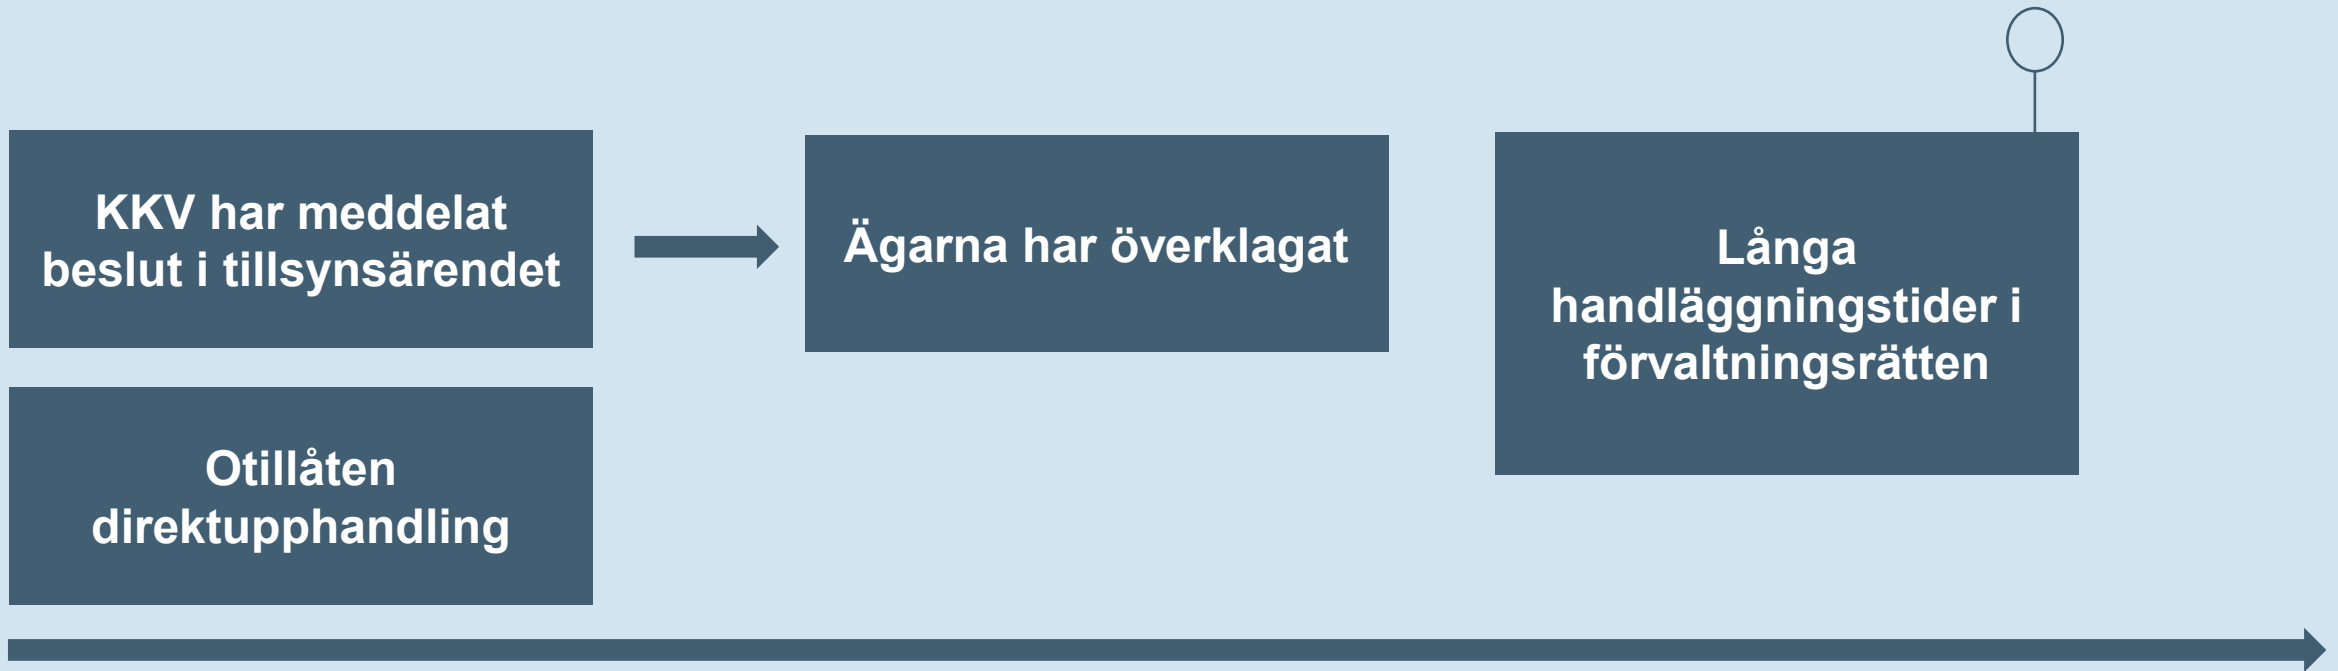 KKV har meddelat
beslut i tillsynsärendet
Otillåten
direktupphandling
Ägarna har överklagat
Långa
handläggningstider i
förvaltningsrätten